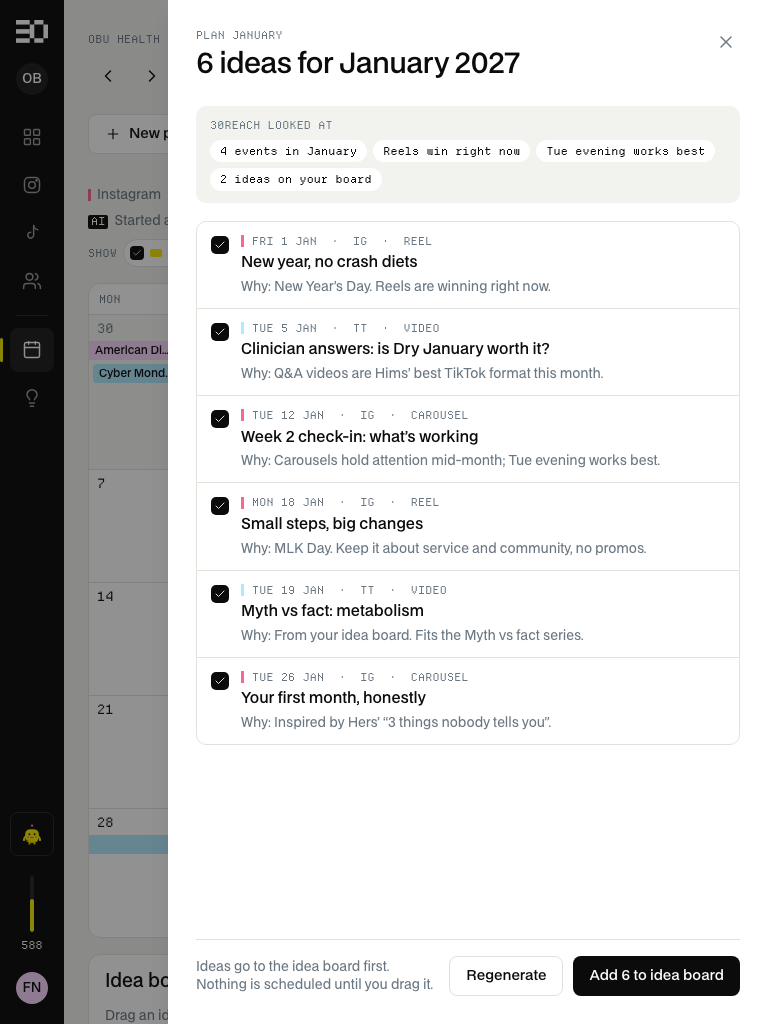 30
OB
588
FN
OBU HEALTH
New p
Instagram
AI Started a
SHOW
MON
30
American Di...
Cyber Mond.
7
14
21
28
Idea bo
Drag an id
PLAN JANUARY
6 ideas for January 2027
30REACH LOOKED AT
4 events in January
Reels win right now
Tue evening works best
2 ideas on your board
FRI 1 JAN · IG · REEL
New year, no crash diets
Why: New Year's Day. Reels are winning right now.
TUE 5 JAN · TT · VIDEO
Clinician answers: is Dry January worth it?
Why: Q&A videos are Hims' best TikTok format this month.
TUE 12 JAN · IG · CAROUSEL
Week 2 check-in: what's working
Why: Carousels hold attention mid-month; Tue evening works best.
MON 18 JAN · IG · REEL
Small steps, big changes
Why: MLK Day. Keep it about service and community, no promos.
TUE 19 JAN · TT · VIDEO
Myth vs fact: metabolism
Why: From your idea board. Fits the Myth vs fact series.
TUE 26 JAN · IG · CAROUSEL
Your first month, honestly
Why: Inspired by Hers' “3 things nobody tells you”.
Ideas go to the idea board first.
Nothing is scheduled until you drag it.
Regenerate
Add 6 to idea board